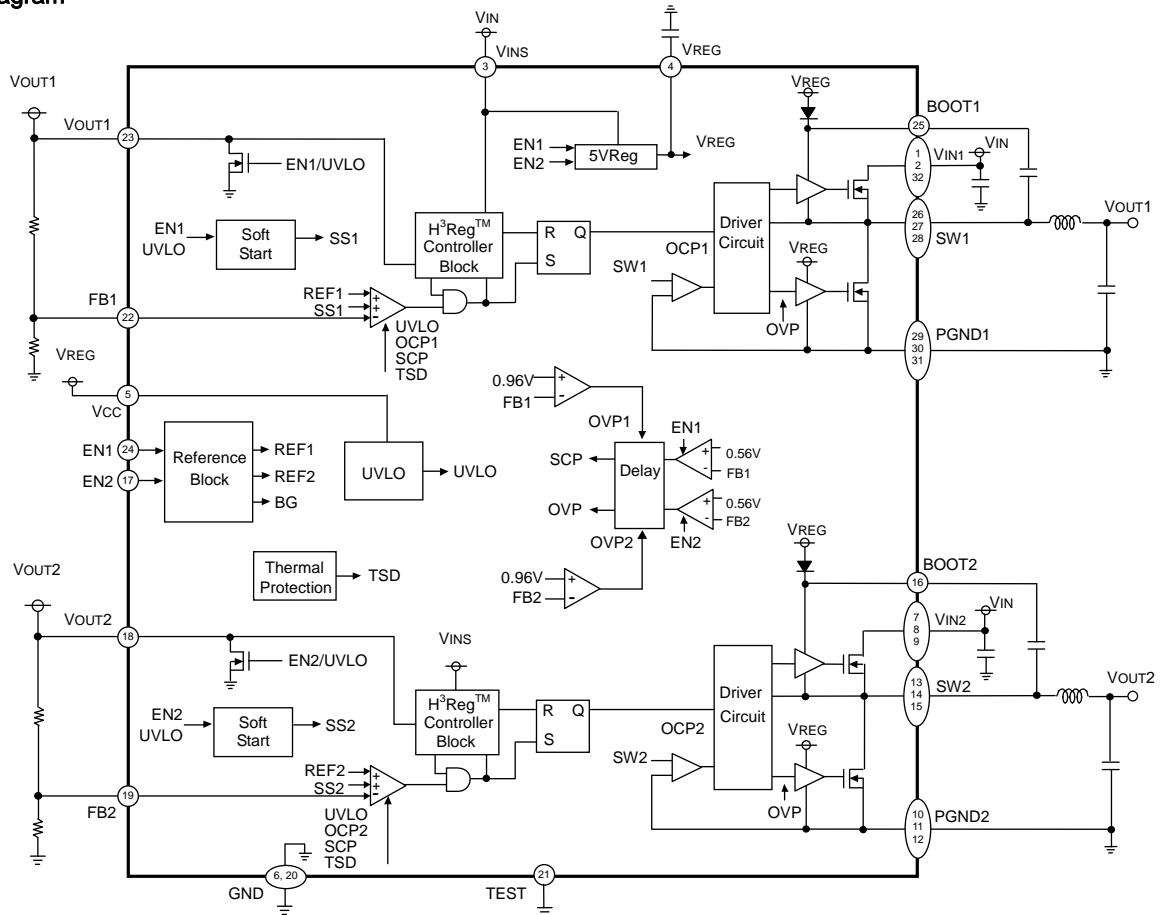 agram
VIN
VINS
3
VREG
4
VOUT1
VOUT1
23
EN1/UVLO
EN1
EN2
5VReg
VREG
VREG
BOOT1
25
1
2
32
VIN1
VIN
EN1
UVLO
Soft
Start
SS1
H³Reg™
Controller
Block
R
Q
S
Driver
Circuit
OCP1
26
27
28
SW1
VOUT1
SW1
VREG
OVP
FB1
22
REF1
SS1
+
+
-
UVLO
OCP1
SCP
TSD
29
30
31
PGND1
VREG
5
VCC
0.96V
FB1
+
-
OVP1
EN1
24
EN2
17
Reference
Block
REF1
REF2
BG
UVLO
UVLO
SCP
OVP
Delay
EN1
+
-
0.56V
FB1
+
-
0.56V
FB2
EN2
OVP2
0.96V
FB2
+
-
Thermal
Protection
TSD
VREG
BOOT2
16
VOUT2
VOUT2
18
EN2/UVLO
VINS
7
8
9
VIN2
VIN
EN2
UVLO
Soft
Start
SS2
H³Reg™
Controller
Block
R
Q
S
Driver
Circuit
OCP2
13
14
15
SW2
VOUT2
SW2
VREG
OVP
FB2
19
REF2
SS2
+
+
-
UVLO
OCP2
SCP
TSD
10
11
12
PGND2
6, 20
GND
TEST
21